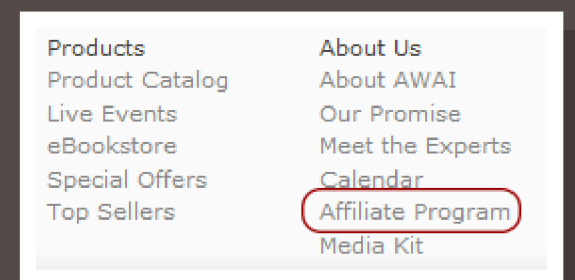 Products
Product Catalog
Live Events
eBookstore
Special Offers
Top Sellers
About Us
About AWAI
Our Promise
Meet the Experts
Calendar
Affiliate Program
Media Kit